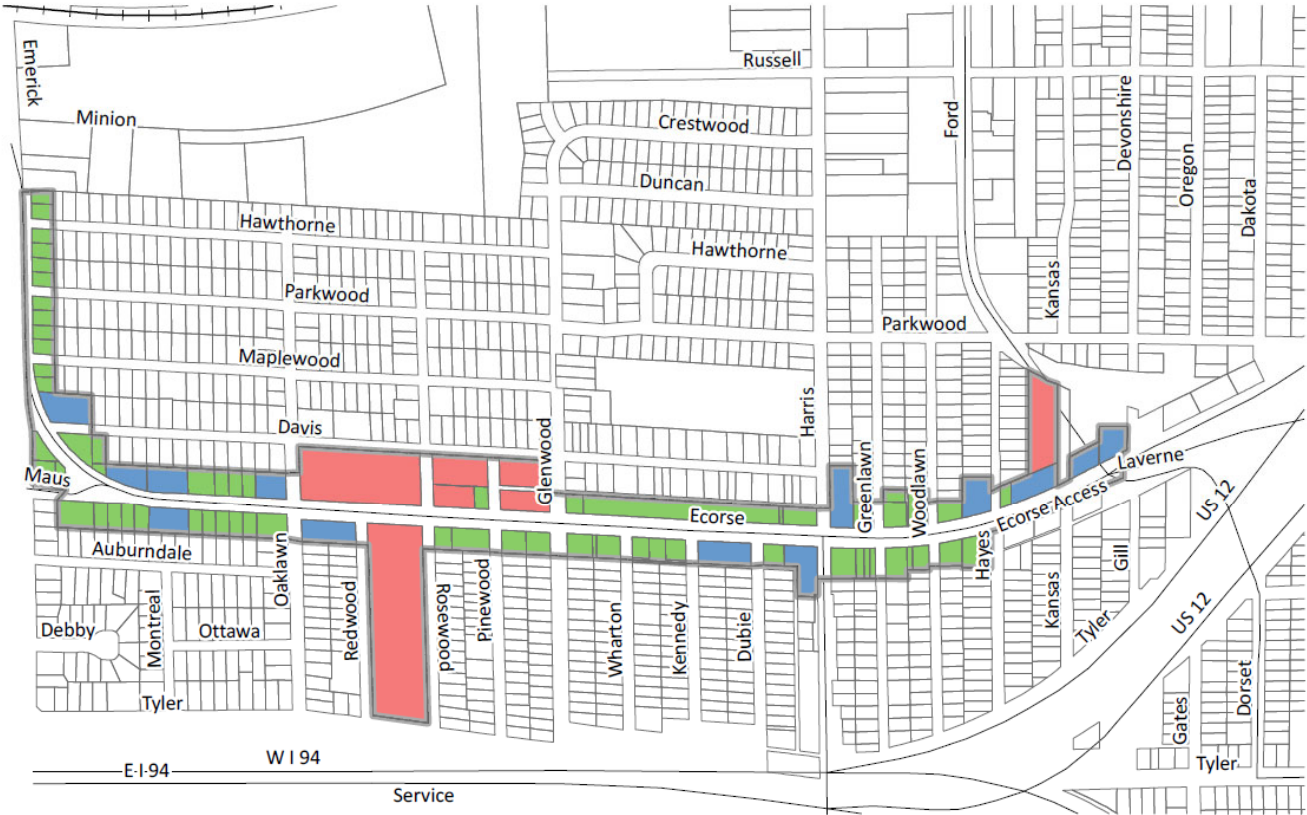 Emerick
Minion
Russell
Crestwood
Ford
Devonshire
Duncan
Oregon
Dakota
Hawthorne
Hawthorne
Parkwood
Kansas
Parkwood
Maplewood
Harris
Davis
Glenwood
Greenlawn
Woodlawn
Laverne
Maus
Ecorse
Ecorse Access
US 12
Auburndale
Oaklawn
Hayes
Gill
Redwood
Rosewood
Pinewood
Wharton
Kennedy
Dubie
Kansas
Tyler
US 12
Debby
Montreal
Ottawa
Tyler
Gates
Dorset
W I 94
E I 94
Tyler
Service